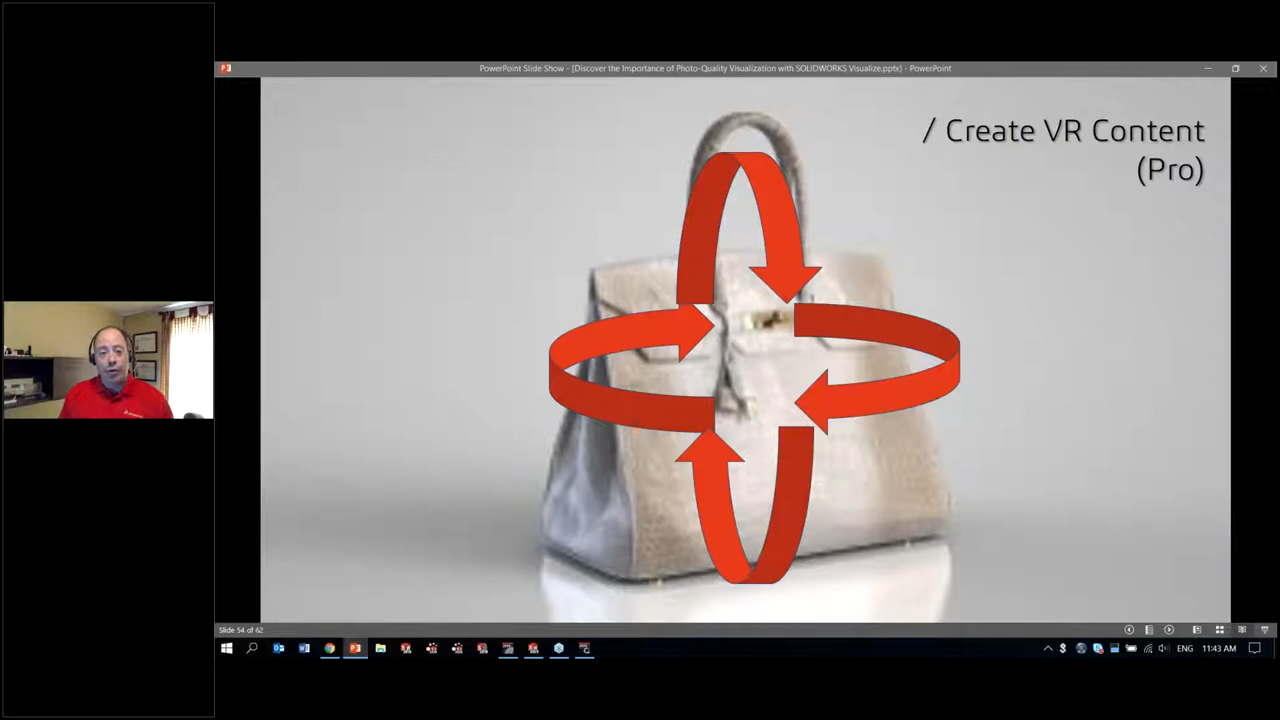 PowerPoint Slide Show - [Discover the Importance of Photo-Quality Visualization with SOLIDWORKS Visualize.pptx] - PowerPoint
/ Create VR Content
(Pro)
Slide 54 of 62
ENG
11:43 AM